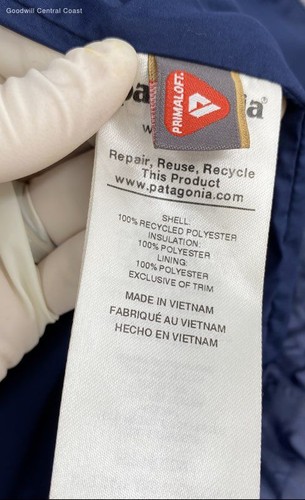 Goodwill Central Coast
PRIMALOFT.
Repair, Reuse, Recycle
This Product
www.patagonia.com
SHELL:
100% RECYCLED POLYESTER
INSULATION:
100% POLYESTER
LINING:
100% POLYESTER
EXCLUSIVE OF TRIM
MADE IN VIETNAM
FABRIQUÉ AU VIETNAM
HECHO EN VIETNAM